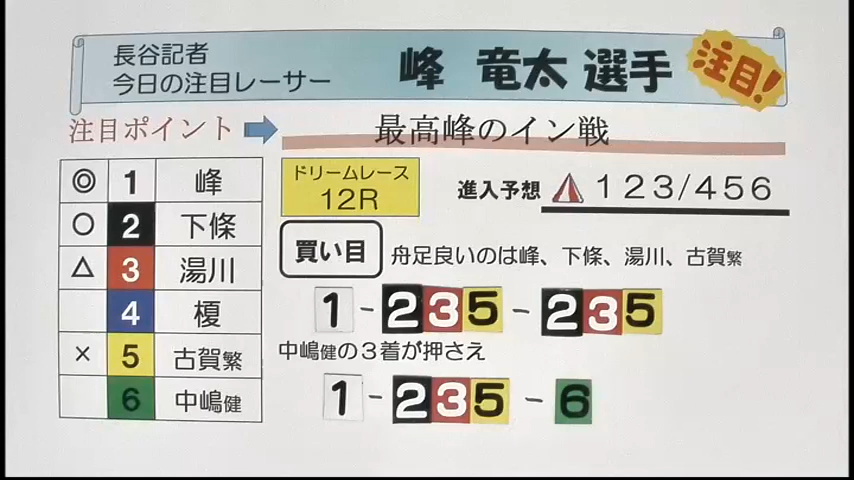 長谷記者
今日の注目レーサー
峰 竜太 選手
注目!
注目ポイント
最高峰のイン戦
◎ 1 峰
○ 2 下條
△ 3 湯川
4 榎
× 5 古賀繁
6 中嶋健
ドリームレース
12R
進入予想 123/456
買い目
舟足良いのは峰、下條、湯川、古賀繁
1-235-235
中嶋健の3着が押さえ
1-235-6